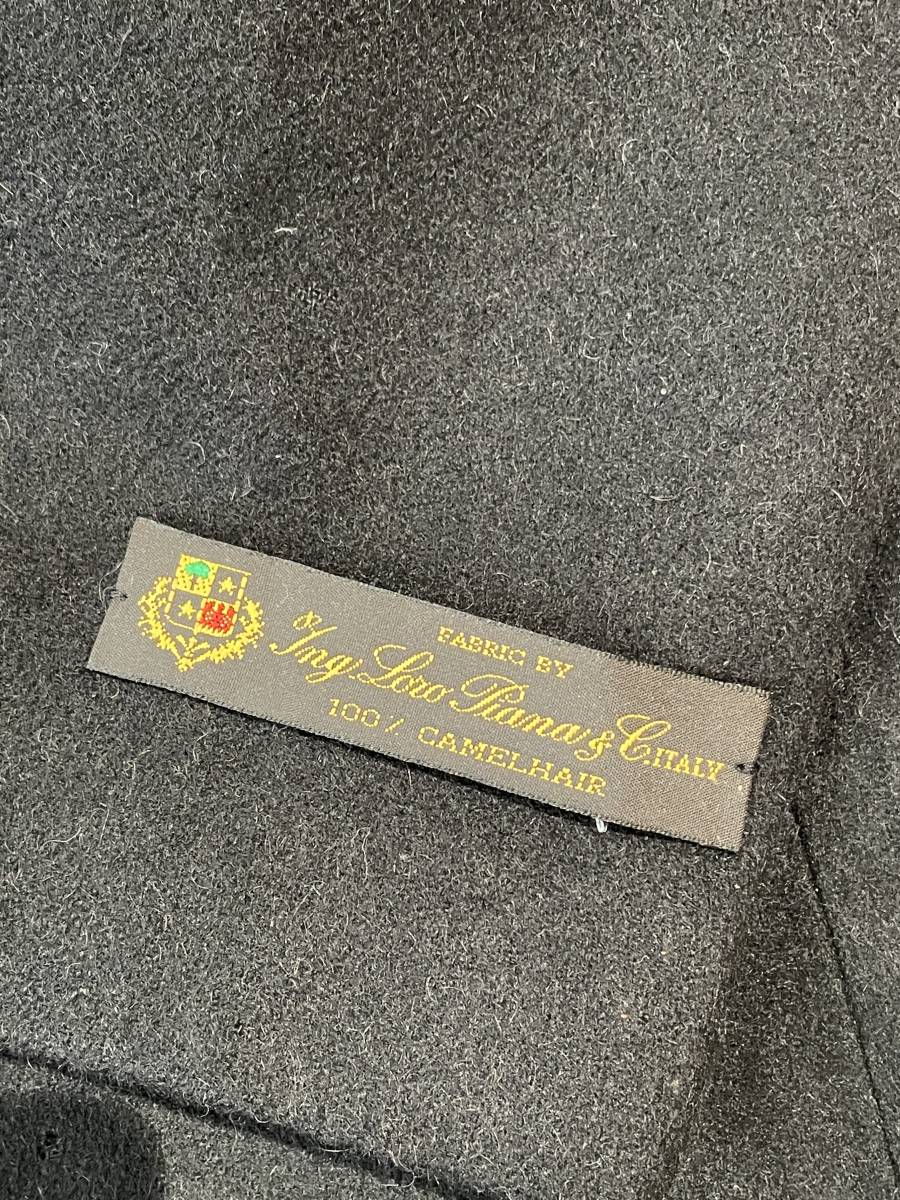 FABRIC BY
Ing. Loro Piana & C. ITALY
100% CAMELHAIR